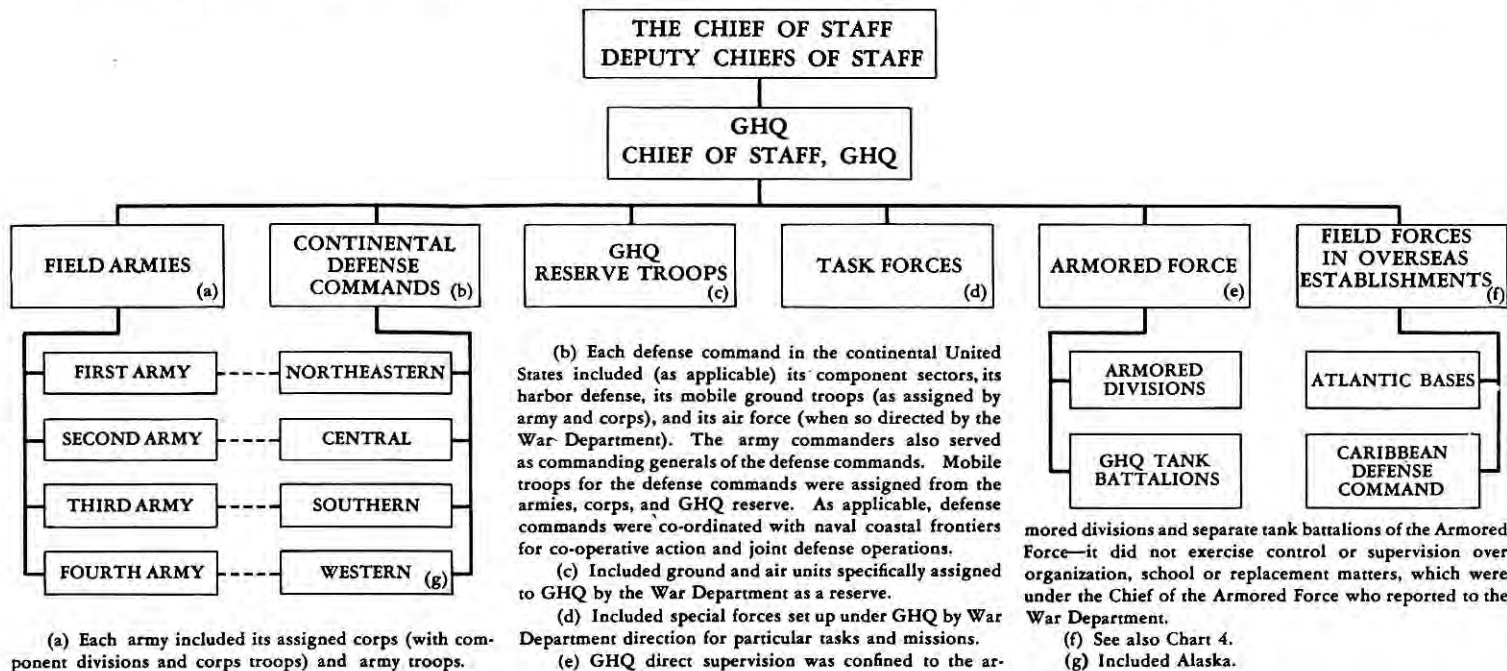 THE CHIEF OF STAFF
DEPUTY CHIEFS OF STAFF
GHQ
CHIEF OF STAFF, GHQ
FIELD ARMIES
(a)
CONTINENTAL
DEFENSE
COMMANDS (b)
GHQ
RESERVE TROOPS
(c)
TASK FORCES
(d)
ARMORED FORCE
(e)
FIELD FORCES
IN OVERSEAS
ESTABLISHMENTS
(f)
FIRST ARMY
NORTHEASTERN
SECOND ARMY
CENTRAL
THIRD ARMY
SOUTHERN
FOURTH ARMY
WESTERN (g)
ARMORED
DIVISIONS
GHQ TANK
BATTALIONS
ATLANTIC BASES
CARIBBEAN
DEFENSE
COMMAND
(a) Each army included its assigned corps (with com-
ponent divisions and corps troops) and army troops.
(b) Each defense command in the continental United
States included (as applicable) its component sectors, its
harbor defense, its mobile ground troops (as assigned by
army and corps), and its air force (when so directed by the
War Department). The army commanders also served
as commanding generals of the defense commands. Mobile
troops for the defense commands were assigned from the
armies, corps, and GHQ reserve. As applicable, defense
commands were co-ordinated with naval coastal frontiers
for co-operative action and joint defense operations.
(c) Included ground and air units specifically assigned
to GHQ by the War Department as a reserve.
(d) Included special forces set up under GHQ by War
Department direction for particular tasks and missions.
(e) GHQ direct supervision was confined to the ar-
mored divisions and separate tank battalions of the Armored
Force—it did not exercise control or supervision over
organization, school or replacement matters, which were
under the Chief of the Armored Force who reported to the
War Department.
(f) See also Chart 4.
(g) Included Alaska.